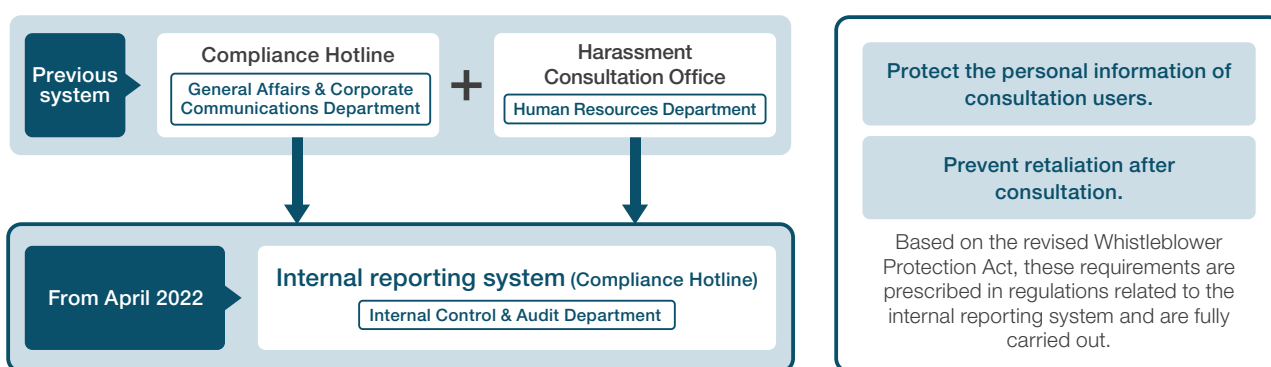 Previous
system
Compliance Hotline
General Affairs & Corporate
Communications Department
+
Harassment
Consultation Office
Human Resources Department
From April 2022
Internal reporting system (Compliance Hotline)
Internal Control & Audit Department
Protect the personal information of
consultation users.
Prevent retaliation after
consultation.
Based on the revised Whistleblower
Protection Act, these requirements are
prescribed in regulations related to the
internal reporting system and are fully
carried out.